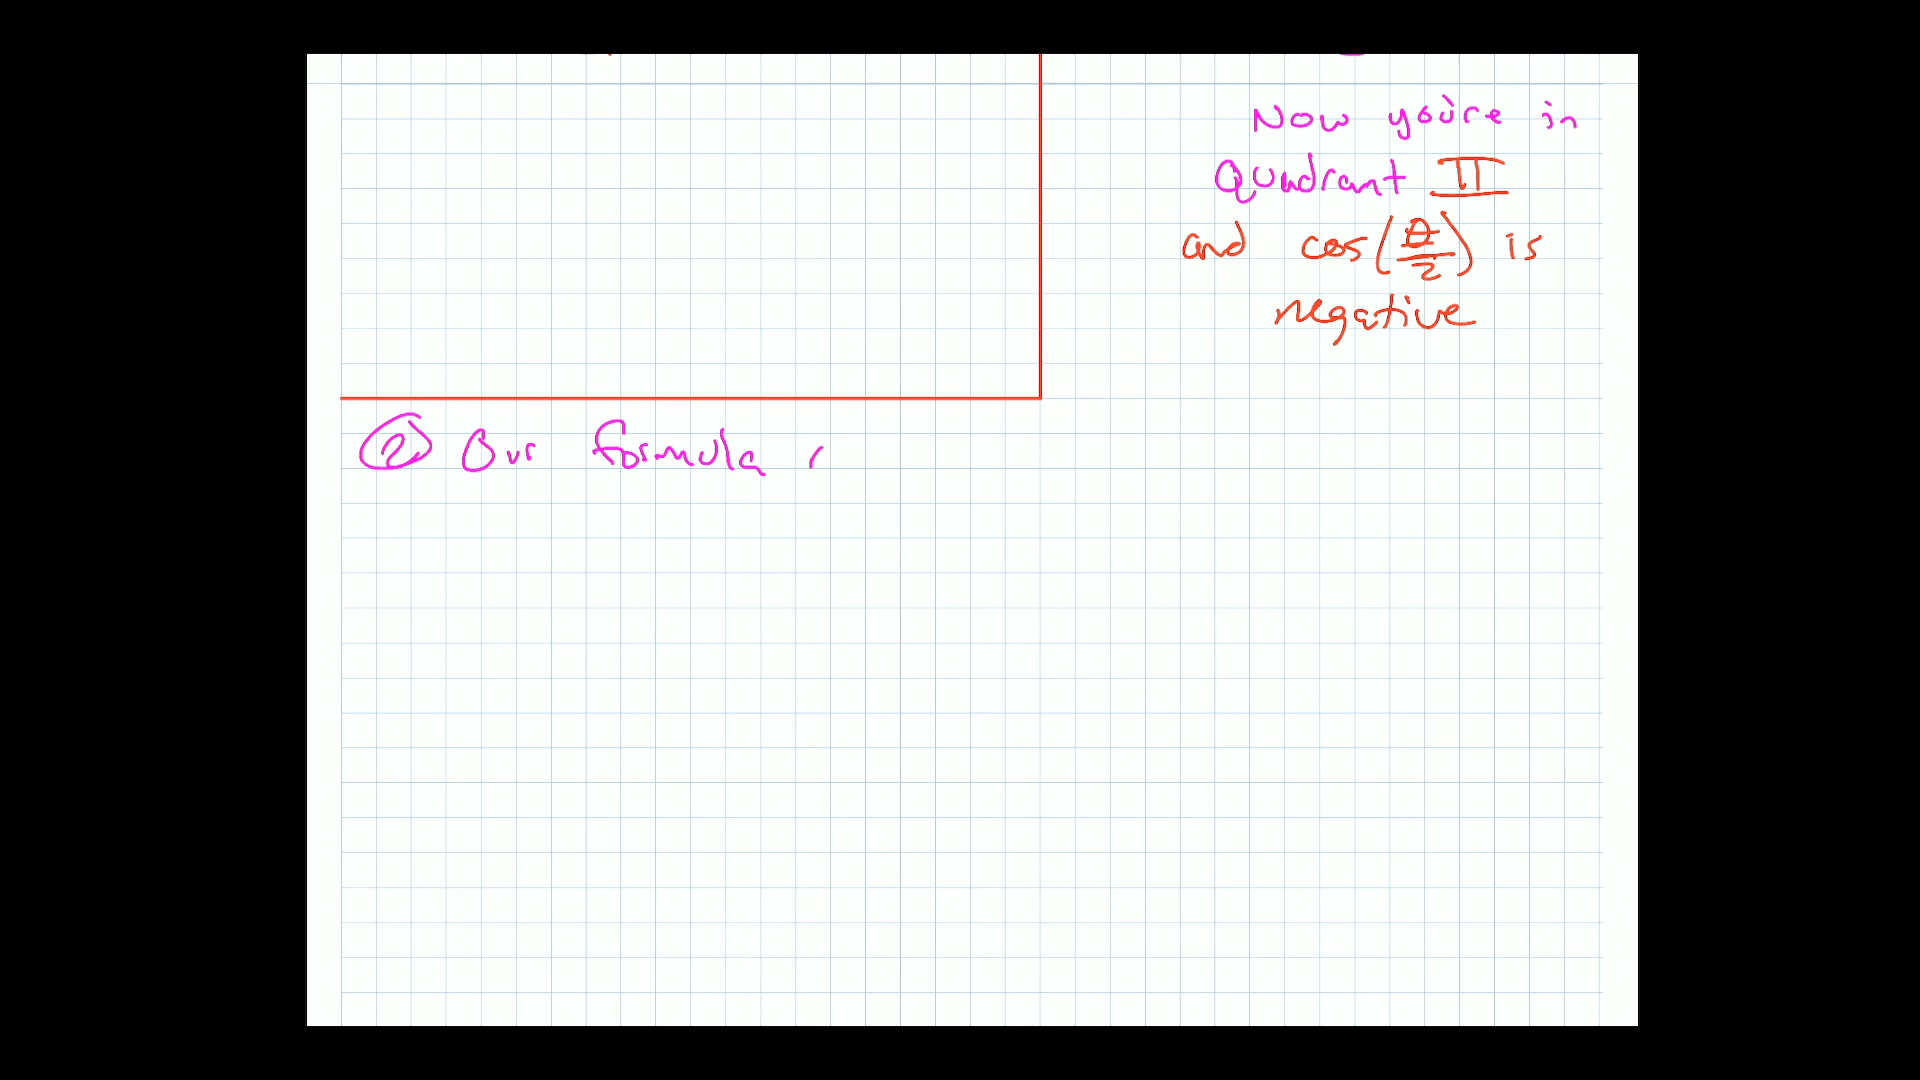 Now you're in
Quadrant II
and cos(θ/2) is
negative
② Our formula